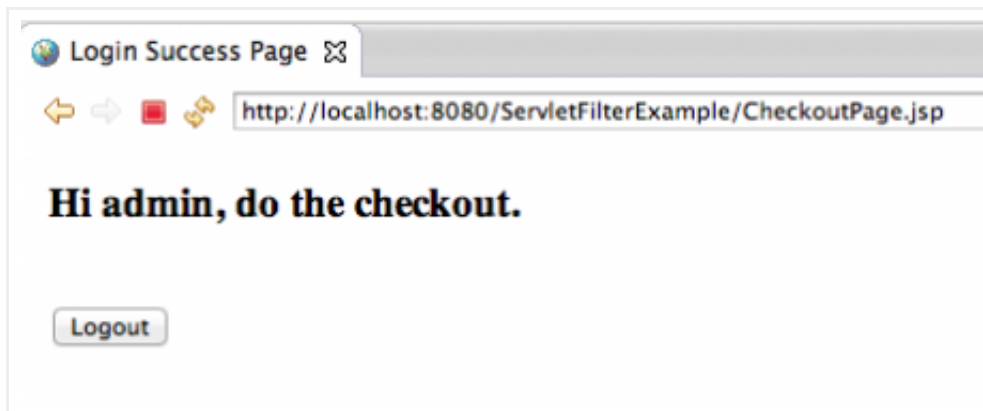 Login Success Page
http://localhost:8080/ServletFilterExample/CheckoutPage.jsp
Hi admin, do the checkout.
Logout